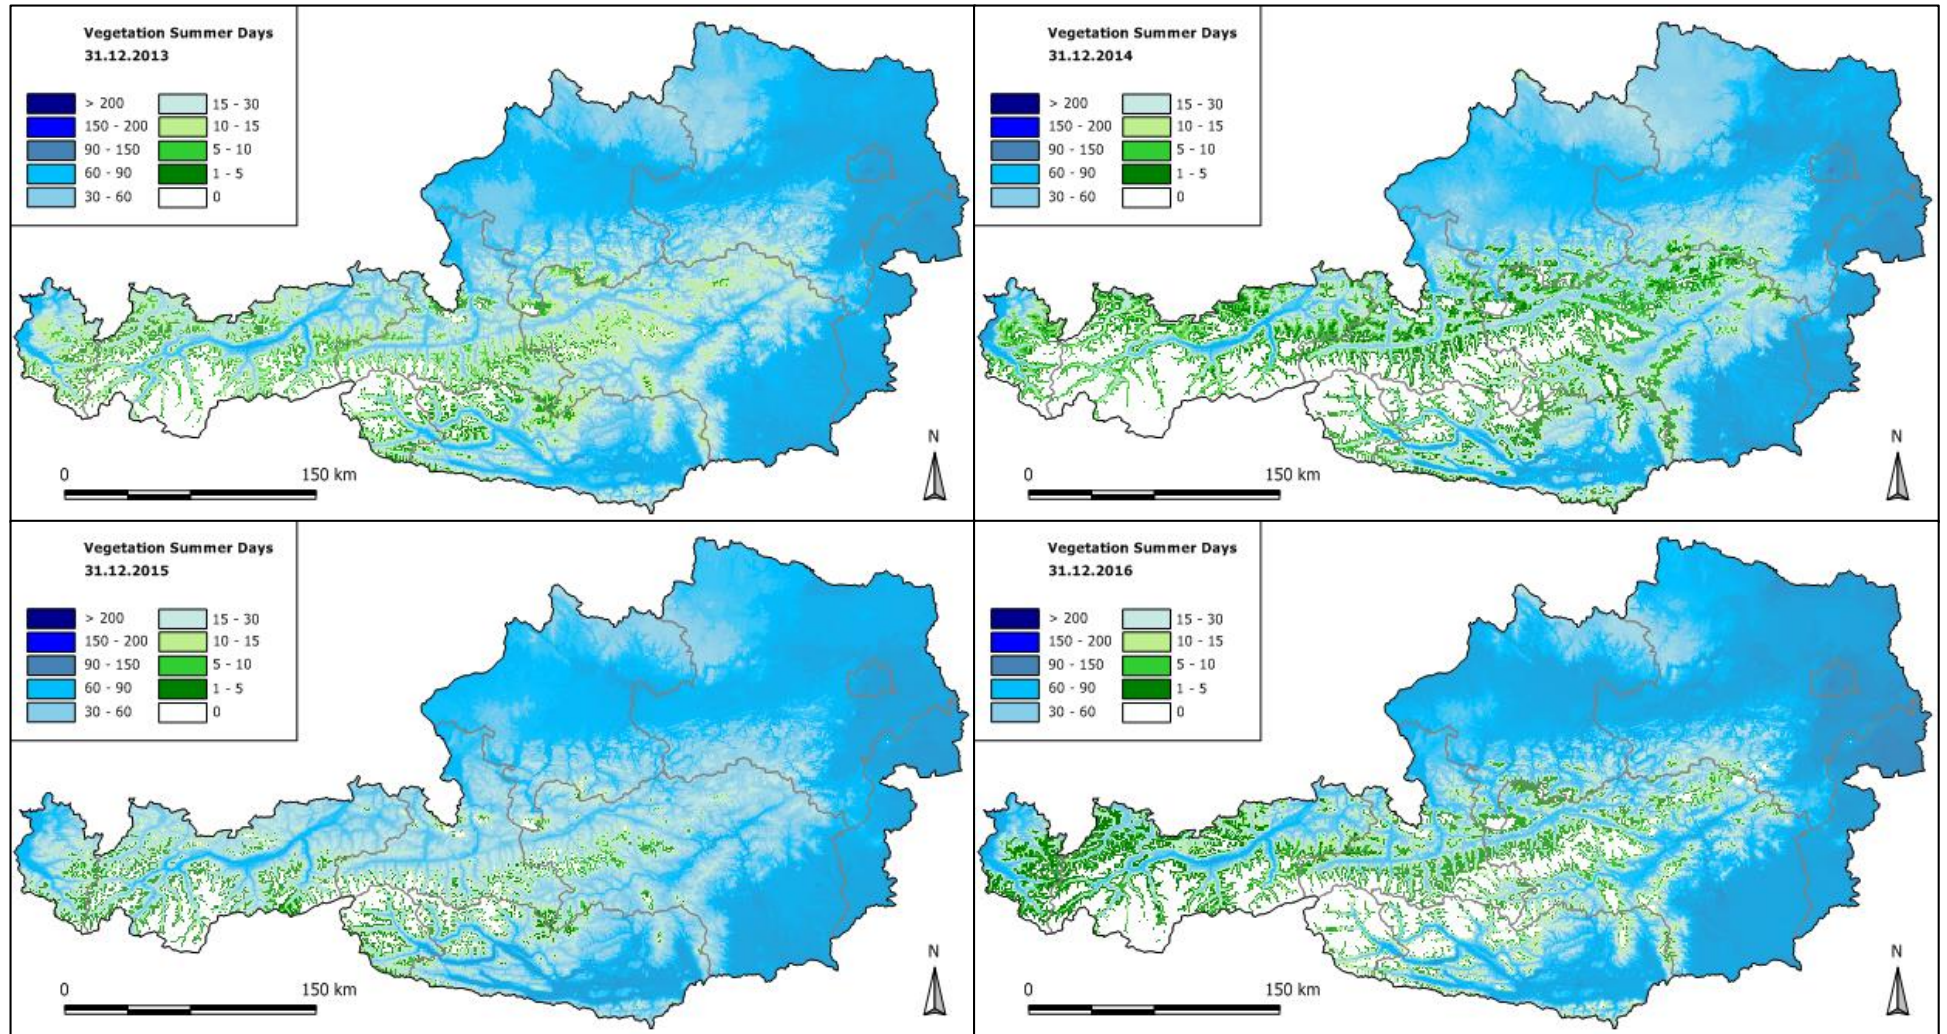 Vegetation Summer Days
31.12.2013
> 200 15 - 30
150 - 200 10 - 15
90 - 150 5 - 10
60 - 90 1 - 5
30 - 60 0
N
0 150 km
Vegetation Summer Days
31.12.2014
> 200 15 - 30
150 - 200 10 - 15
90 - 150 5 - 10
60 - 90 1 - 5
30 - 60 0
N
0 150 km
Vegetation Summer Days
31.12.2015
> 200 15 - 30
150 - 200 10 - 15
90 - 150 5 - 10
60 - 90 1 - 5
30 - 60 0
N
0 150 km
Vegetation Summer Days
31.12.2016
> 200 15 - 30
150 - 200 10 - 15
90 - 150 5 - 10
60 - 90 1 - 5
30 - 60 0
N
0 150 km